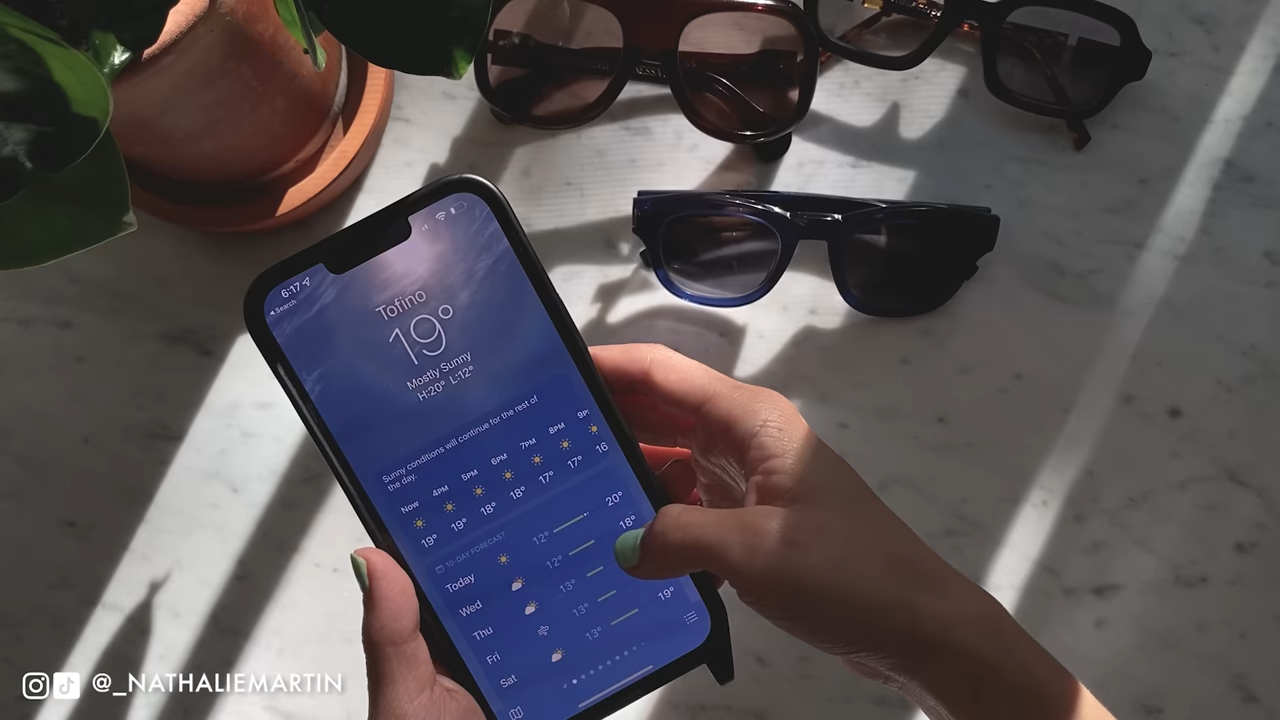 6:17
Search
Tofino
19°
Mostly Sunny
H:20° L:12°
Sunny conditions will continue for the rest of
the day.
Now 4PM 5PM 6PM 7PM 8PM 9P
19° 19° 18° 18° 17° 17° 16
10-DAY FORECAST
Today 12° 20°
Wed 12° 18°
Thu 13°
Fri 13°
Sat 13° 19°
@_NATHALIEMARTIN